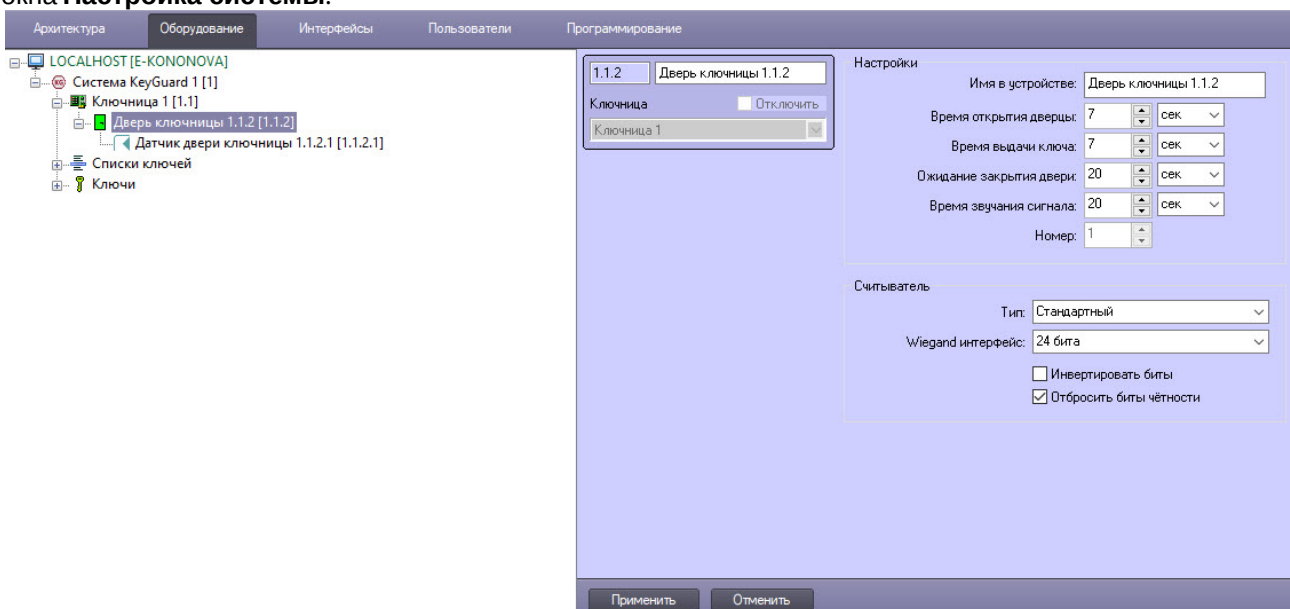 окна Настройка системы.
Архитектура Оборудование Интерфейсы Пользователи Программирование
LOCALHOST [E-KONONOVA]
Система KeyGuard 1 [1]
Ключница 1 [1.1]
Дверь ключницы 1.1.2 [1.1.2]
Датчик двери ключницы 1.1.2.1 [1.1.2.1]
Списки ключей
Ключи
1.1.2 Дверь ключницы 1.1.2
Ключница Отключить
Ключница 1
Настройки
Имя в устройстве: Дверь ключницы 1.1.2
Время открытия дверцы: 7 сек
Время выдачи ключа: 7 сек
Ожидание закрытия двери: 20 сек
Время звучания сигнала: 20 сек
Номер: 1
Считыватель
Тип: Стандартный
Wiegand интерфейс: 24 бита
Инвертировать биты
Отбросить биты чётности
Применить Отменить